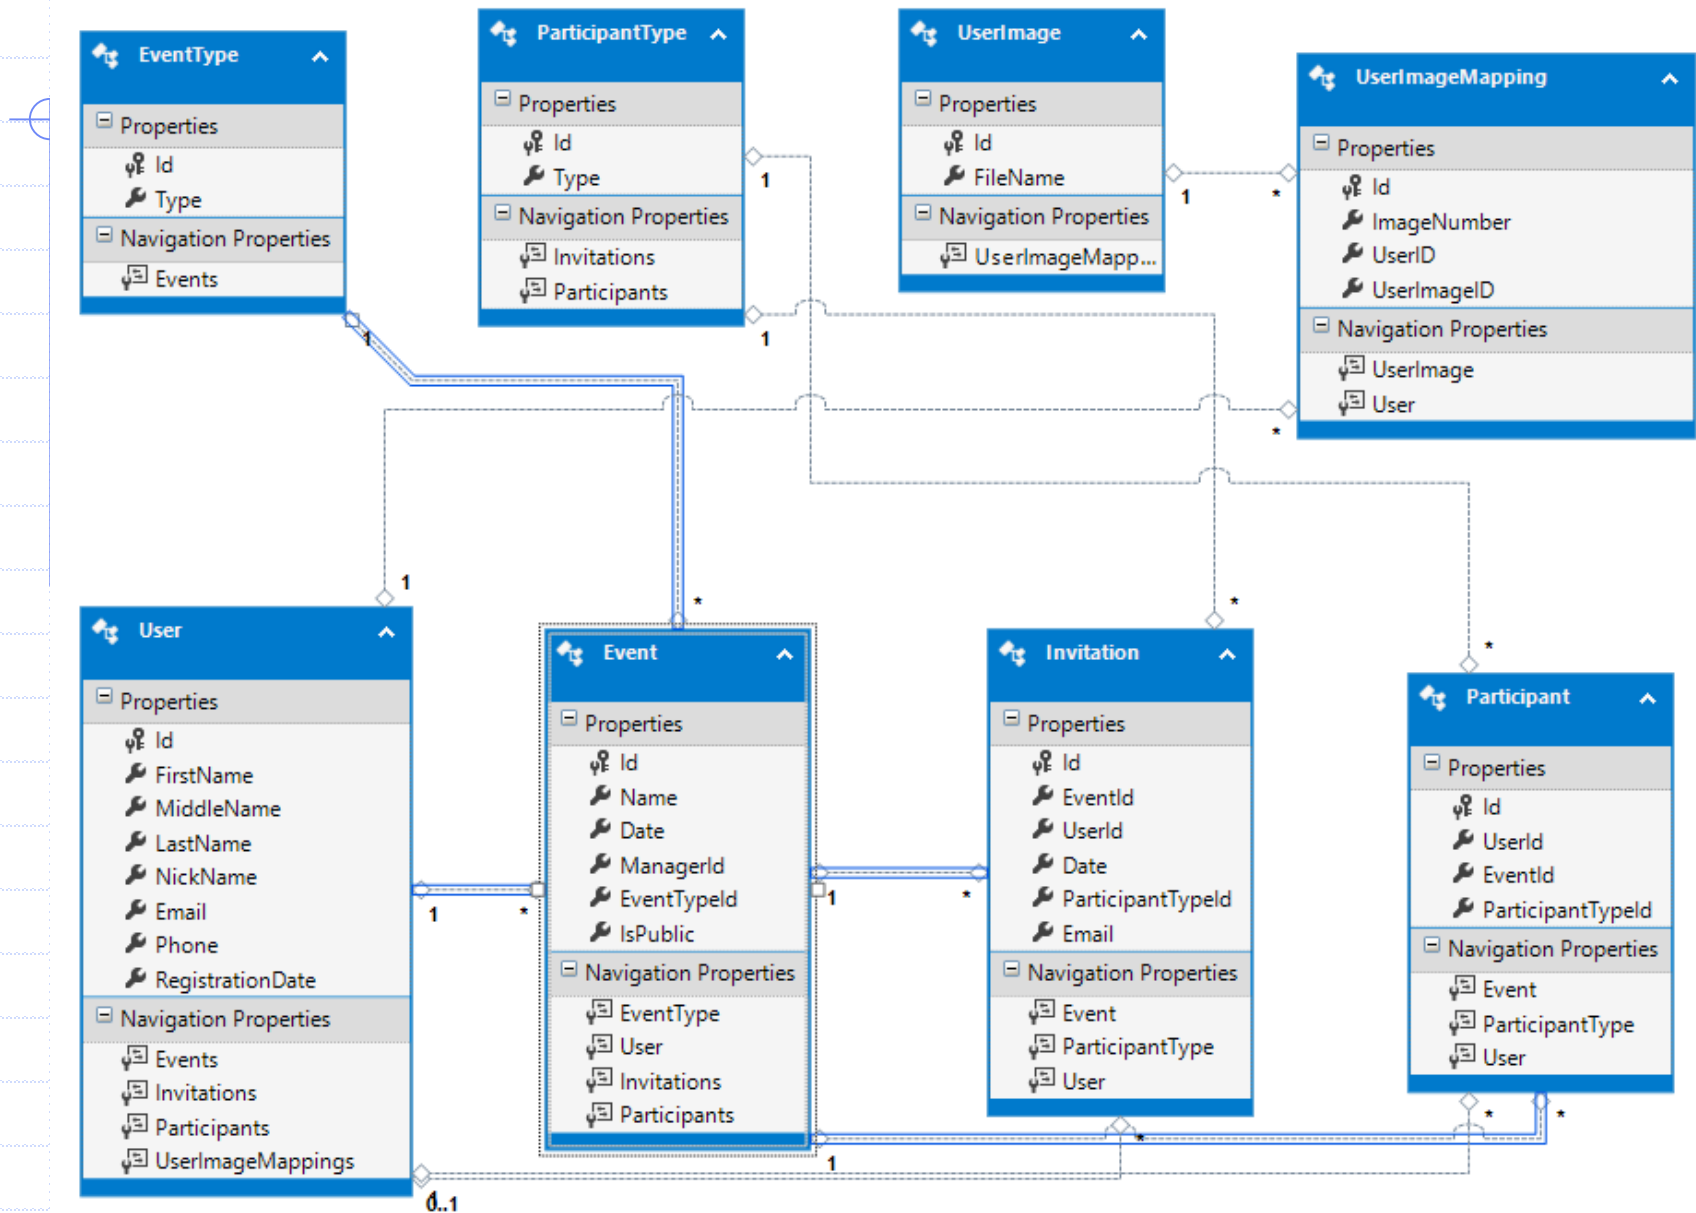 EventType
Properties
Id
Type
Navigation Properties
Events
ParticipantType
Properties
Id
Type
Navigation Properties
Invitations
Participants
UserImage
Properties
Id
FileName
Navigation Properties
UserImageMapp...
UserImageMapping
Properties
Id
ImageNumber
UserID
UserImageID
Navigation Properties
UserImage
User
1
1
*
1
1
*
1
*
*
*
User
Properties
Id
FirstName
MiddleName
LastName
NickName
Email
Phone
RegistrationDate
Navigation Properties
Events
Invitations
Participants
UserImageMappings
Event
Properties
Id
Name
Date
ManagerId
EventTypeId
IsPublic
Navigation Properties
EventType
User
Invitations
Participants
Invitation
Properties
Id
EventId
UserId
Date
ParticipantTypeId
Email
Navigation Properties
Event
ParticipantType
User
Participant
Properties
Id
UserId
EventId
ParticipantTypeId
Navigation Properties
Event
ParticipantType
User
1
*
1
*
*
*
*
1
0..1